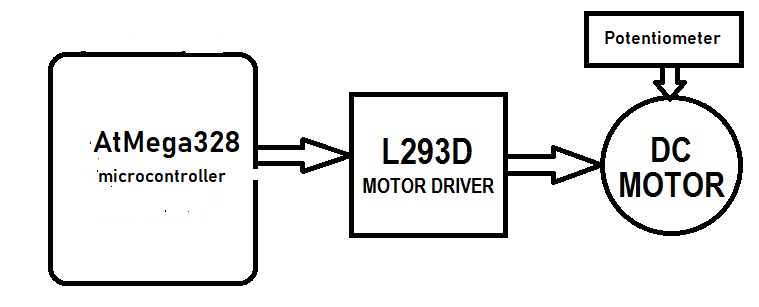 Potentiometer
AtMega328
microcontroller
L293D
MOTOR DRIVER
DC
MOTOR